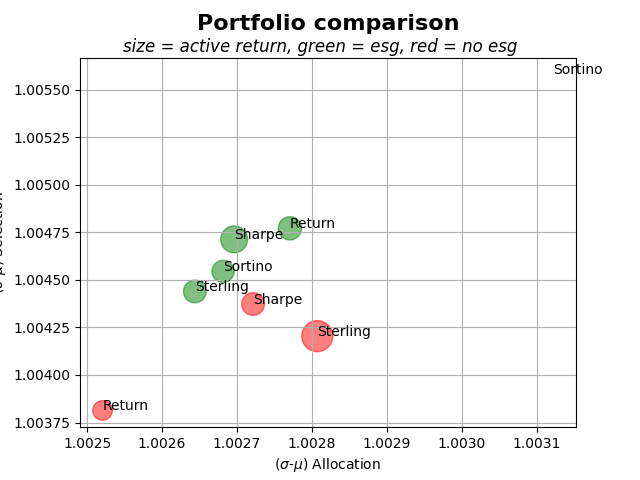 Portfolio comparison
size = active return, green = esg, red = no esg
Sortino
1.00550
1.00525
1.00500
1.00475
1.00450
1.00425
1.00400
1.00375
Return
Sharpe
Sortino
Sterling
Sharpe
Sterling
Return
1.0025 1.0026 1.0027 1.0028 1.0029 1.0030 1.0031
(σ-μ) Allocation